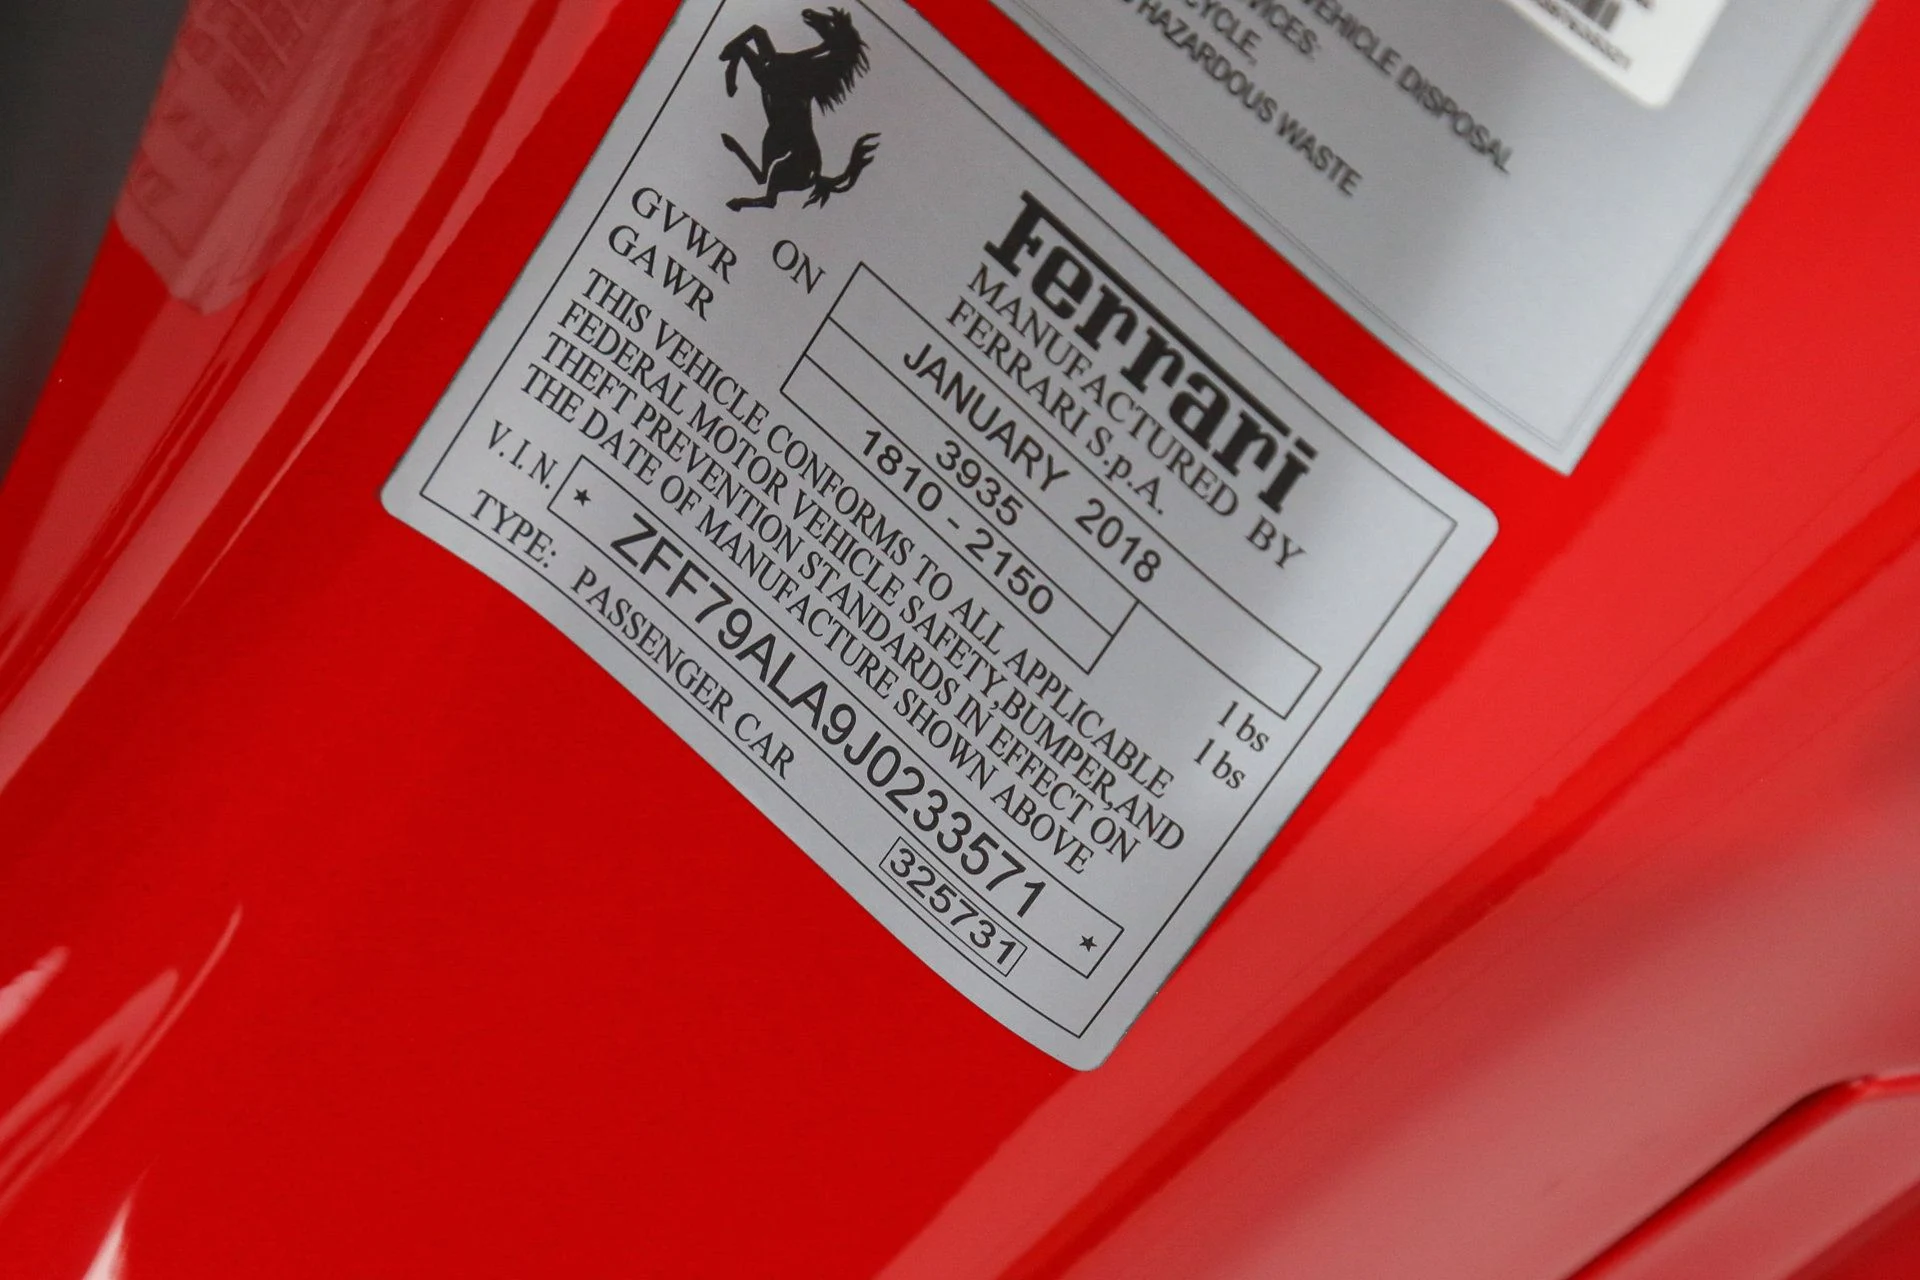 VEHICLE DISPOSAL
CYCLE,
HAZARDOUS WASTE
Ferrari
MANUFACTURED BY
FERRARI S.p.A.
ON JANUARY 2018
GVWR 3935 lbs
GAWR 1810 - 2150 lbs
THIS VEHICLE CONFORMS TO ALL APPLICABLE
FEDERAL MOTOR VEHICLE SAFETY,BUMPER,AND
THEFT PREVENTION STANDARDS IN EFFECT ON
THE DATE OF MANUFACTURE SHOWN ABOVE
V.I.N. ★ ZFF79ALA9J0233571 ★
TYPE: PASSENGER CAR 325731